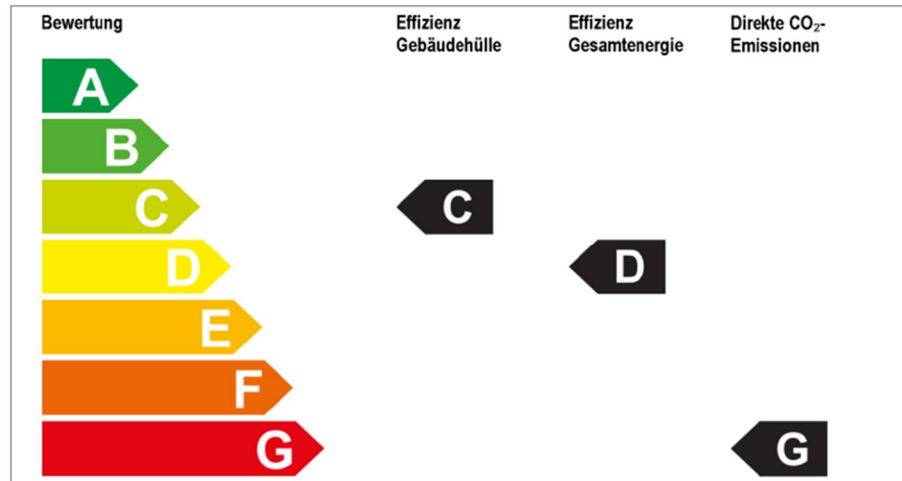 Bewertung
Effizienz
Gebäudehülle
Effizienz
Gesamtenergie
Direkte CO₂-
Emissionen
A
B
C
C
D
D
E
F
G
G